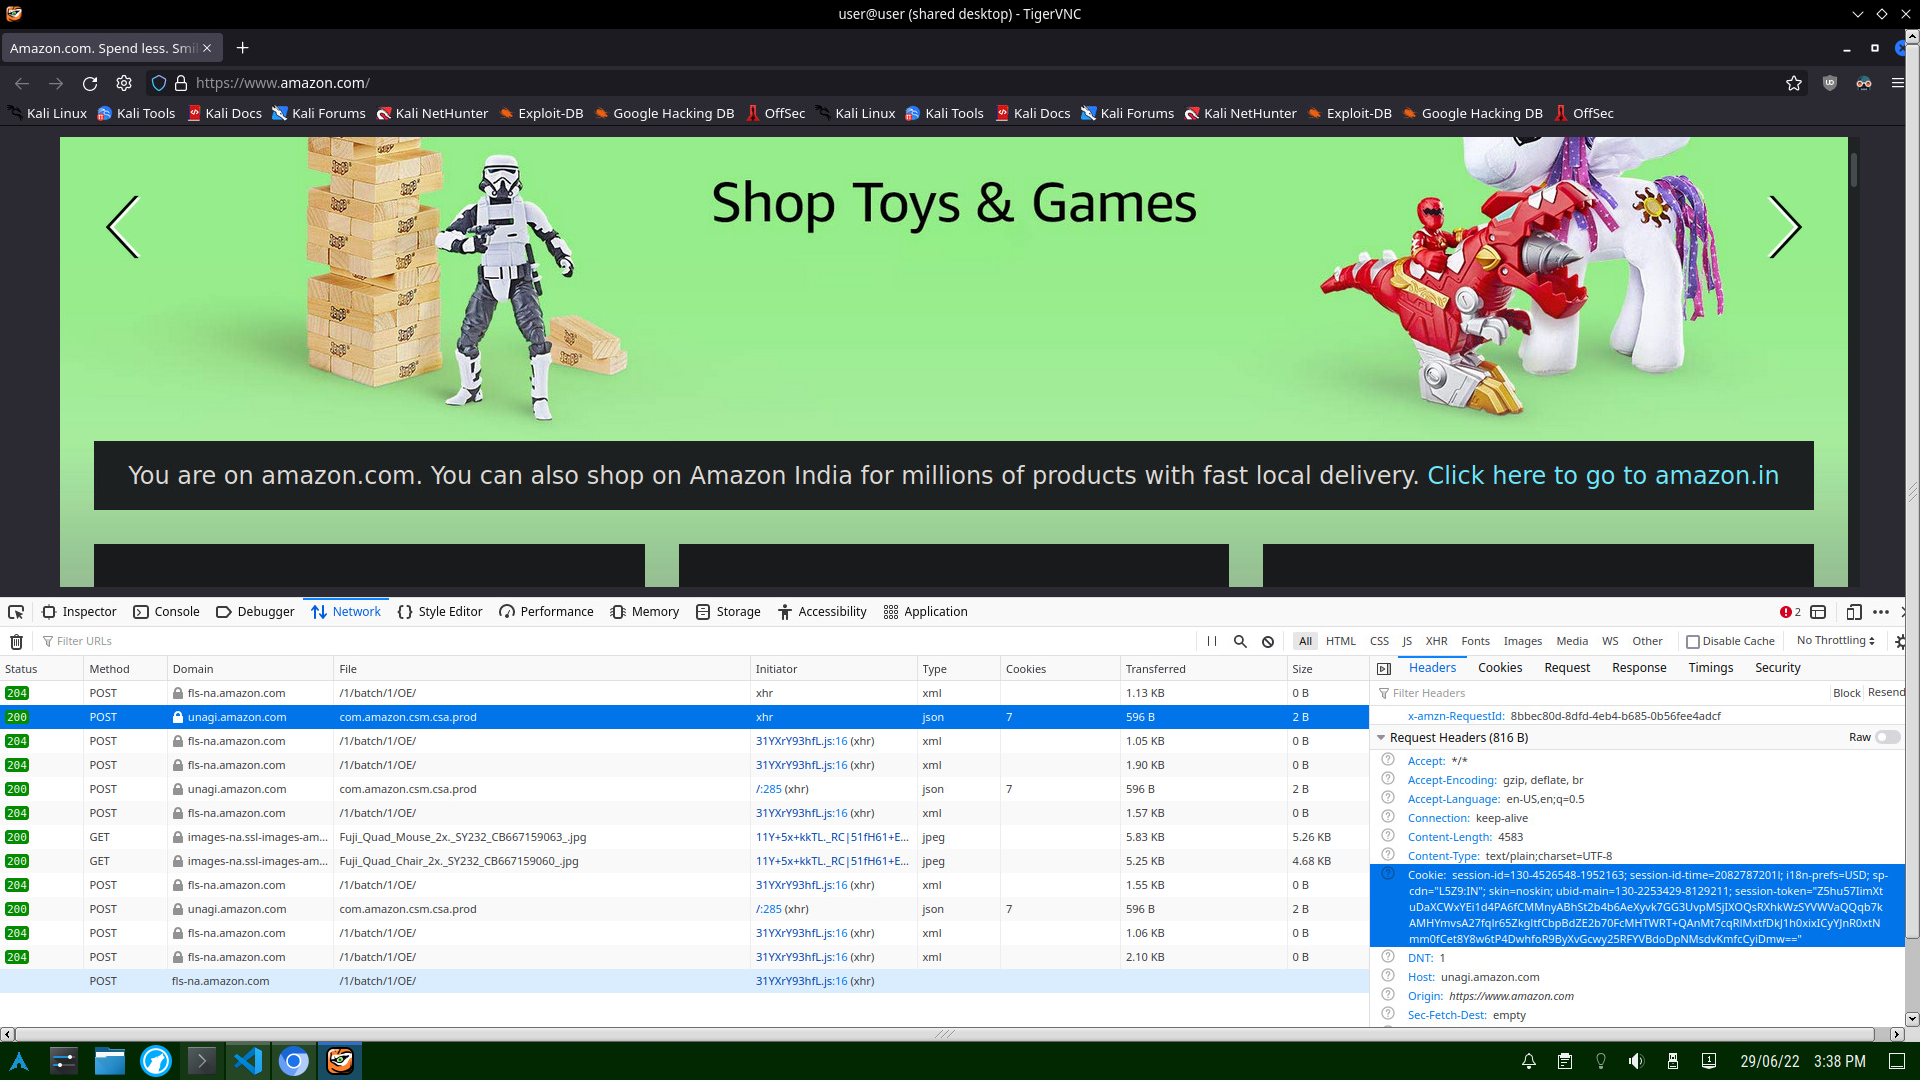 user@user (shared desktop) - TigerVNC
Amazon.com. Spend less. Smil
https://www.amazon.com/
Kali Linux Kali Tools Kali Docs Kali Forums Kali NetHunter Exploit-DB Google Hacking DB OffSec Kali Linux Kali Tools Kali Docs Kali Forums Kali NetHunter Exploit-DB Google Hacking DB OffSec
Shop Toys & Games
You are on amazon.com. You can also shop on Amazon India for millions of products with fast local delivery. Click here to go to amazon.in
Inspector Console Debugger Network Style Editor Performance Memory Storage Accessibility Application 2
Filter URLs All HTML CSS JS XHR Fonts Images Media WS Other Disable Cache No Throttling
Status Method Domain File Initiator Type Cookies Transferred Size
204 POST fls-na.amazon.com /1/batch/1/OE/ xhr xml 1.13 KB 0 B
200 POST unagi.amazon.com com.amazon.csm.csa.prod xhr json 7 596 B 2 B
204 POST fls-na.amazon.com /1/batch/1/OE/ 31YXrY93hfL.js:16 (xhr) xml 1.05 KB 0 B
204 POST fls-na.amazon.com /1/batch/1/OE/ 31YXrY93hfL.js:16 (xhr) xml 1.90 KB 0 B
200 POST unagi.amazon.com com.amazon.csm.csa.prod /:285 (xhr) json 7 596 B 2 B
204 POST fls-na.amazon.com /1/batch/1/OE/ 31YXrY93hfL.js:16 (xhr) xml 1.57 KB 0 B
200 GET images-na.ssl-images-am... Fuji_Quad_Mouse_2x._SY232_CB667159063_.jpg 11Y+5x+kkTL._RC|51fH61+E... jpeg 5.83 KB 5.26 KB
200 GET images-na.ssl-images-am... Fuji_Quad_Chair_2x._SY232_CB667159060_.jpg 11Y+5x+kkTL._RC|51fH61+E... jpeg 5.25 KB 4.68 KB
204 POST fls-na.amazon.com /1/batch/1/OE/ 31YXrY93hfL.js:16 (xhr) xml 1.55 KB 0 B
200 POST unagi.amazon.com com.amazon.csm.csa.prod /:285 (xhr) json 7 596 B 2 B
204 POST fls-na.amazon.com /1/batch/1/OE/ 31YXrY93hfL.js:16 (xhr) xml 1.06 KB 0 B
204 POST fls-na.amazon.com /1/batch/1/OE/ 31YXrY93hfL.js:16 (xhr) xml 2.10 KB 0 B
POST fls-na.amazon.com /1/batch/1/OE/ 31YXrY93hfL.js:16 (xhr)
Headers Cookies Request Response Timings Security
Filter Headers Block Resend
x-amzn-RequestId: 8bbec80d-8dfd-4eb4-b685-0b56fee4adcf
Request Headers (816 B) Raw
Accept: */*
Accept-Encoding: gzip, deflate, br
Accept-Language: en-US,en;q=0.5
Connection: keep-alive
Content-Length: 4583
Content-Type: text/plain;charset=UTF-8
Cookie: session-id=130-4526548-1952163; session-id-time=2082787201l; i18n-prefs=USD; sp-
cdn="L5Z9:IN"; skin=noskin; ubid-main=130-2253429-8129211; session-token="
DNT: 1
Host: unagi.amazon.com
Origin: https://www.amazon.com
Sec-Fetch-Dest: empty
29/06/22 3:38 PM